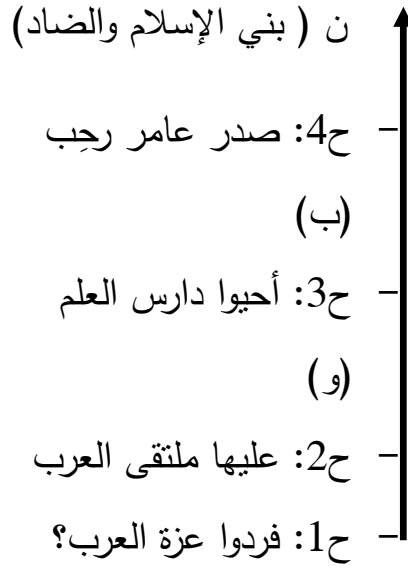 ن ( بني الإسلام والضاد)
– ح4: صدر عامر رحِب
(ب)
– ح3: أحيوا دارس العلم
(و)
– ح2: عليها ملتقى العرب
– ح1: فردوا عزة العرب؟